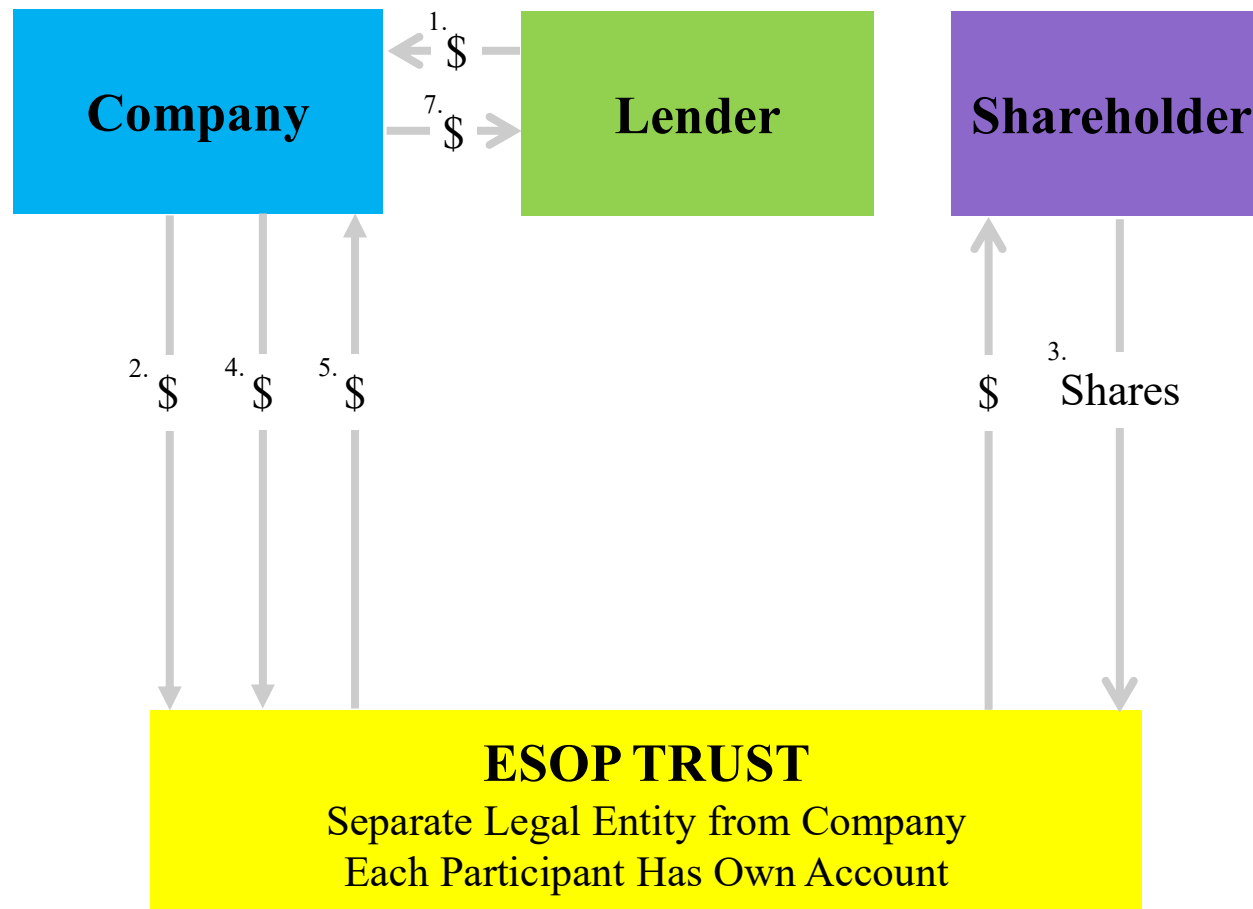 Company
1. $
7. $
Lender
Shareholder
2. $
4. $
5. $
$
3. Shares
ESOP TRUST
Separate Legal Entity from Company
Each Participant Has Own Account